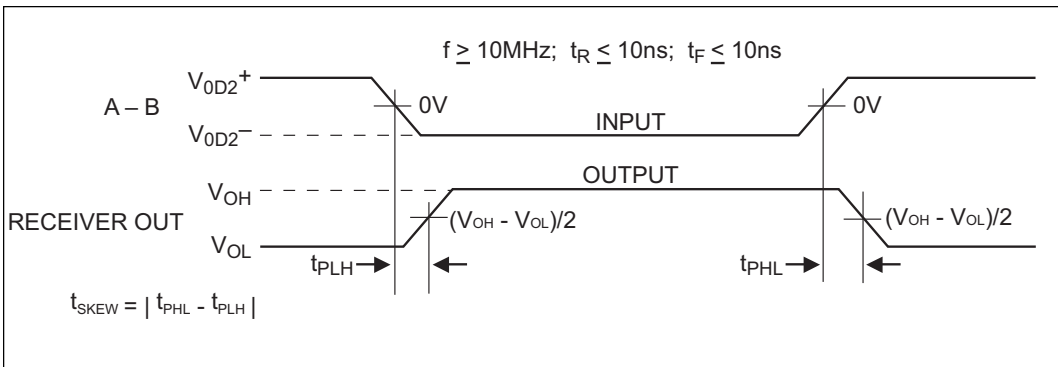 f ≥ 10MHz; tR ≤ 10ns; tF ≤ 10ns
V0D2+
A – B
0V
0V
V0D2–
INPUT
VOH
OUTPUT
RECEIVER OUT
(VOH - VOL)/2
(VOH - VOL)/2
VOL
tPLH
tPHL
tSKEW = | tPHL - tPLH |